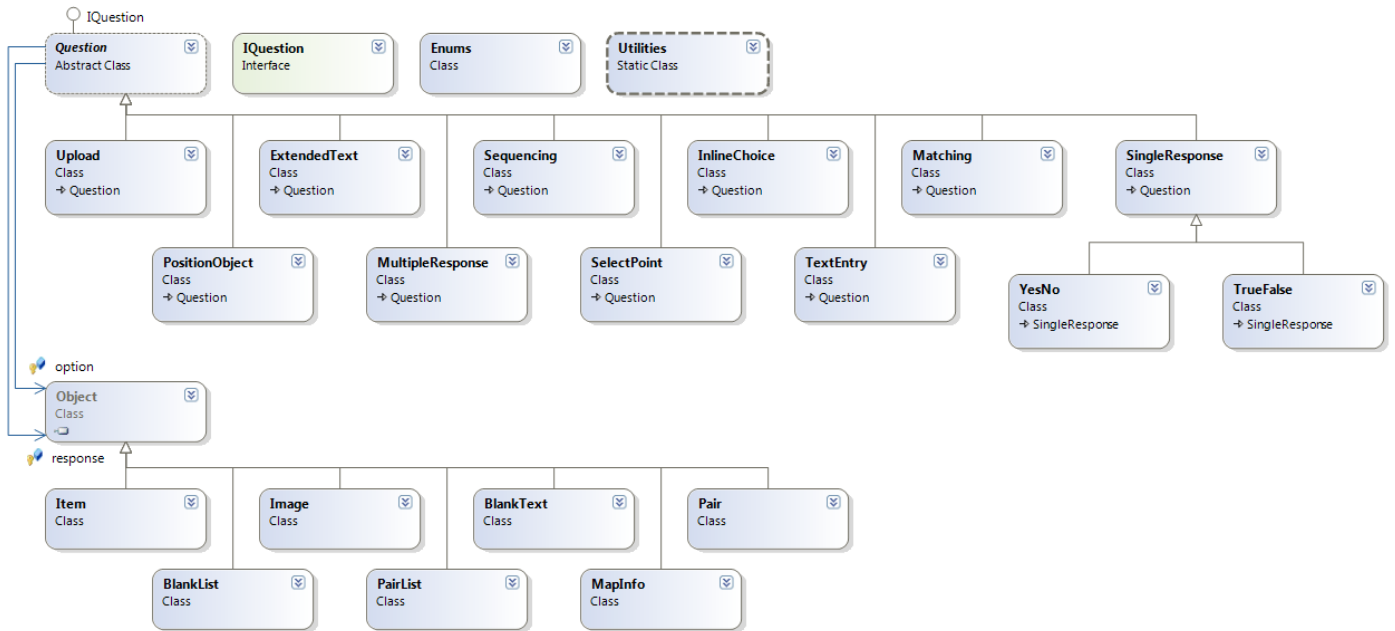 IQuestion
Question
Abstract Class
IQuestion
Interface
Enums
Class
Utilities
Static Class
Upload
Class
Question
ExtendedText
Class
Question
Sequencing
Class
Question
InlineChoice
Class
Question
Matching
Class
Question
SingleResponse
Class
Question
PositionObject
Class
Question
MultipleResponse
Class
Question
SelectPoint
Class
Question
TextEntry
Class
Question
YesNo
Class
SingleResponse
TrueFalse
Class
SingleResponse
option
Object
Class
response
Item
Class
Image
Class
BlankText
Class
Pair
Class
BlankList
Class
PairList
Class
MapInfo
Class